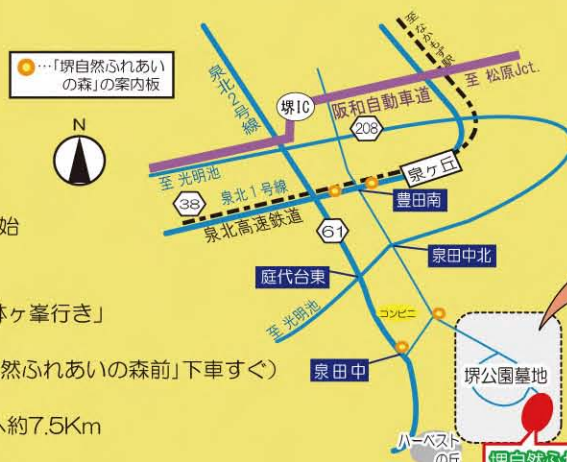 …「堺自然ふれあい
の森」の案内板
N
至 なかもず駅
泉北2号線
堺IC
阪和自動車道
至 松原Jct.
208
至 光明池
泉ヶ丘
38
泉北1号線
泉北高速鉄道
豊田南
61
泉田中北
庭代台東
コンビニ
至 光明池
泉田中
堺公園墓地
ハーベスト
の丘
堺自然ふれ
始
ヶ峯行き」
然ふれあいの森前」下車すぐ)
約7.5Km